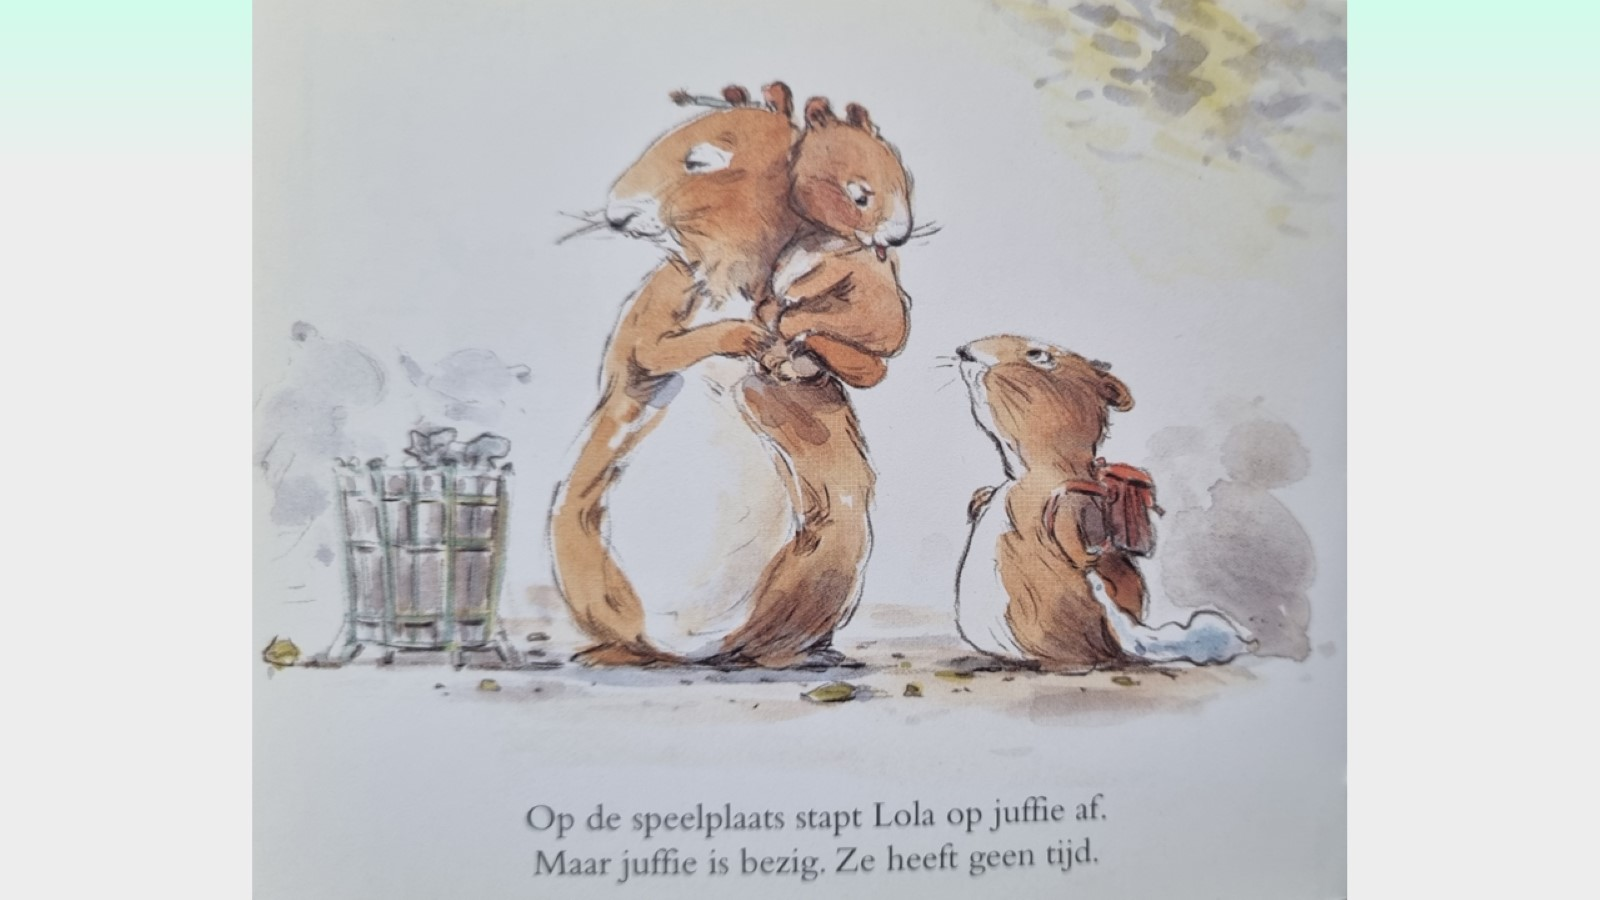 Op de speelplaats stapt Lola op juffie af.
Maar juffie is bezig. Ze heeft geen tijd.